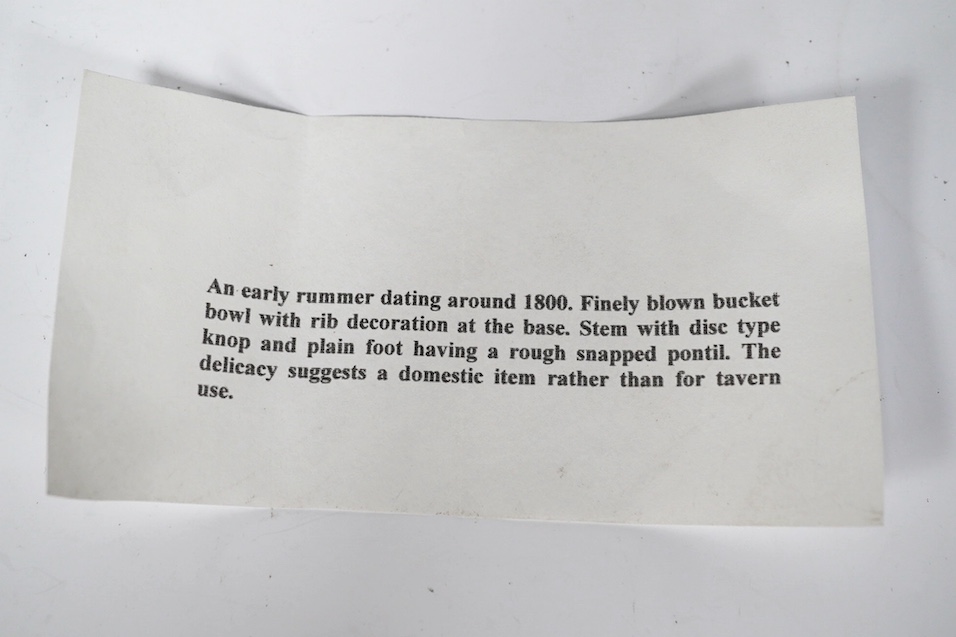 An early rummer dating around 1800. Finely blown bucket
bowl with rib decoration at the base. Stem with disc type
knop and plain foot having a rough snapped pontil. The
delicacy suggests a domestic item rather than for tavern
use.